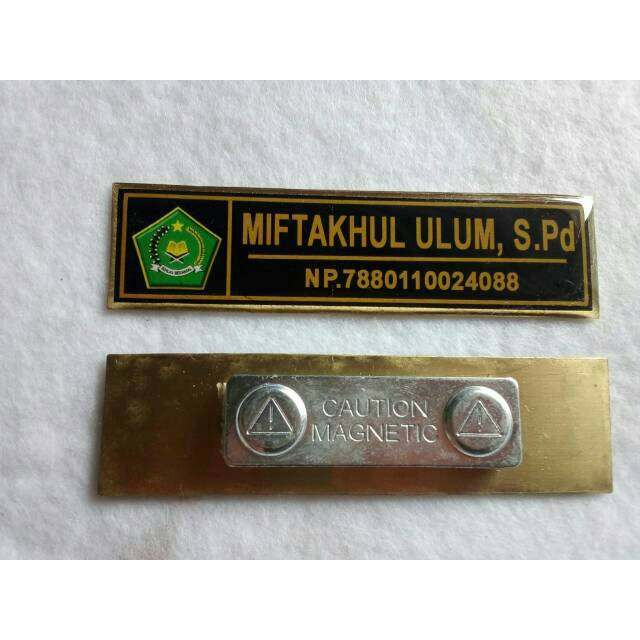 MIFTAKHUL ULUM, S.Pd
NP.7880110024088
CAUTION
MAGNETIC